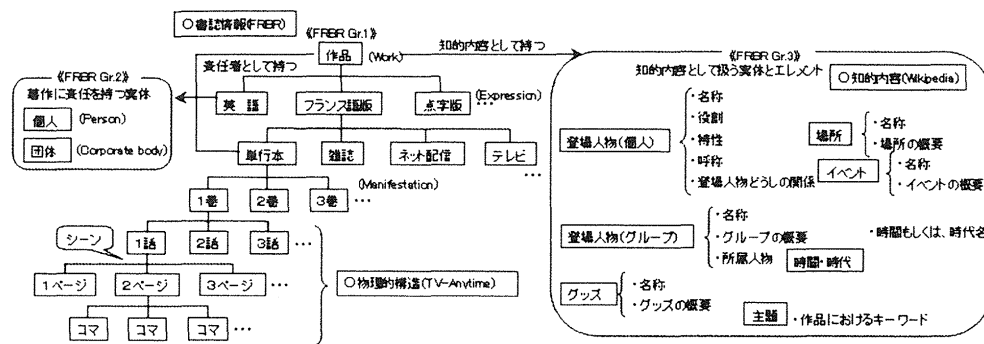 ○書誌情報(FRBR)
《FRBR Gr.1》
作品
(Work)
知的内容として持つ
責任者として持つ
《FRBR Gr.2》
著作に責任を持つ実体
個人
(Person)
団体
(Corporate body)
英語
フランス語版
点字版
(Expression)
…
単行本
雑誌
ネット配信
テレビ
…
(Manifestation)
1巻
2巻
3巻
…
シーン
1話
2話
3話
…
1ページ
2ページ
3ページ
…
コマ
コマ
コマ
…
○物理的構造(TV-Anytime)
《FRBR Gr.3》
知的内容として扱う実体とエレメント
○知的内容(Wikipedia)
登場人物(個人)
・名称
・役割
・特性
・呼称
・登場人物どうしの関係
場所
・名称
・場所の概要
イベント
・名称
・イベントの概要
登場人物(グループ)
・名称
・グループの概要
・所属人物
時間・時代
・時間もしくは、時代名
グッズ
・名称
・グッズの概要
主題
・作品におけるキーワード